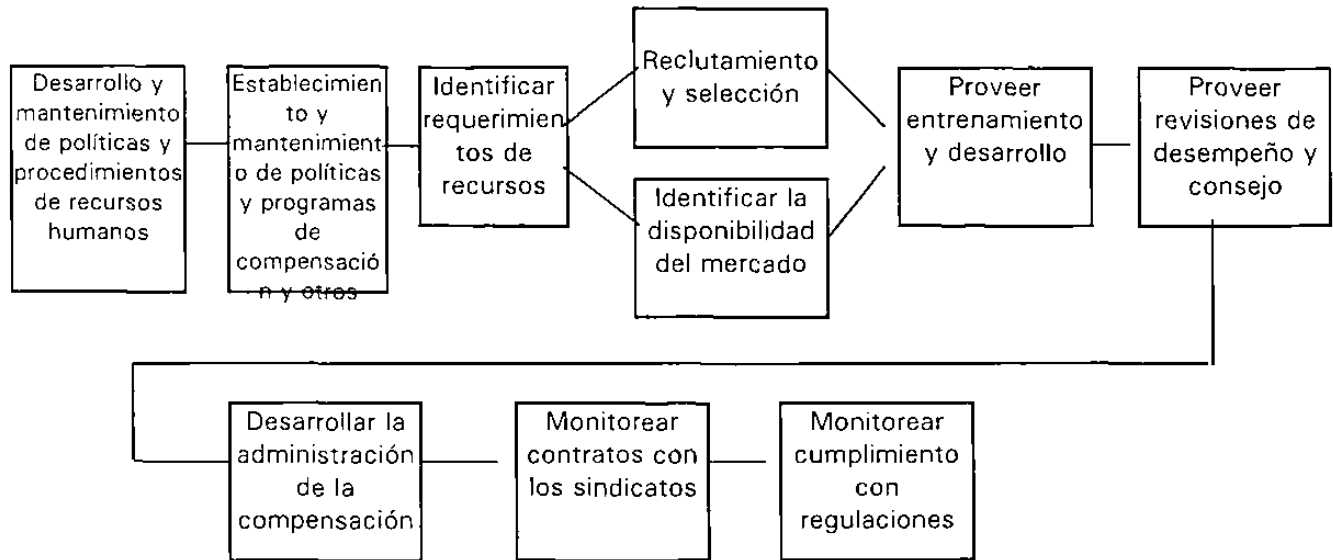 Desarrollo y
mantenimiento
de políticas y
procedimientos
de recursos
humanos
Establecimien
to y
mantenimient
o de políticas
y programas
de
compensació
n y otros
Identificar
requerimien
tos de
recursos
Reclutamiento
y selección
Identificar la
disponibilidad
del mercado
Proveer
entrenamiento
y desarrollo
Proveer
revisiones de
desempeño y
consejo
Desarrollar la
administración
de la
compensación
Monitorear
contratos con
los sindicatos
Monitorear
cumplimiento
con
regulaciones